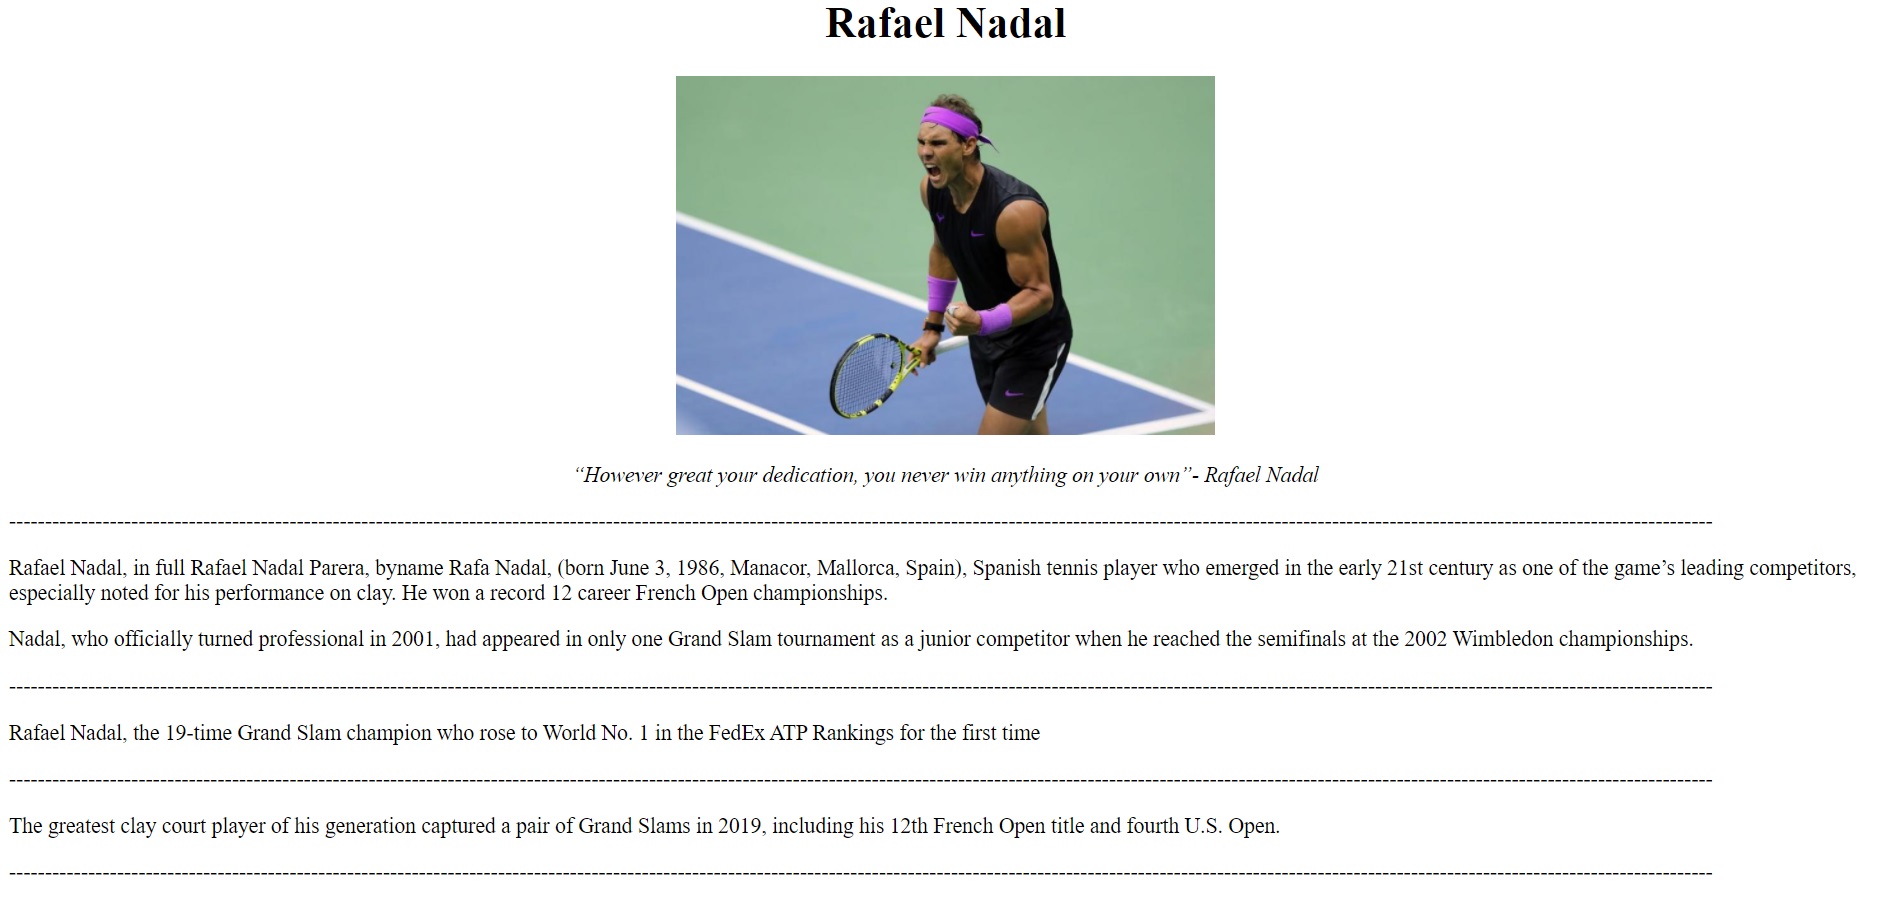 Rafael Nadal
“However great your dedication, you never win anything on your own”- Rafael Nadal
--------------------------------------------------------------------------------------------------------------------------------------------------------------------------------------------------------------------------------------------
Rafael Nadal, in full Rafael Nadal Parera, byname Rafa Nadal, (born June 3, 1986, Manacor, Mallorca, Spain), Spanish tennis player who emerged in the early 21st century as one of the game’s leading competitors,
especially noted for his performance on clay. He won a record 12 career French Open championships.
Nadal, who officially turned professional in 2001, had appeared in only one Grand Slam tournament as a junior competitor when he reached the semifinals at the 2002 Wimbledon championships.
--------------------------------------------------------------------------------------------------------------------------------------------------------------------------------------------------------------------------------------------
Rafael Nadal, the 19-time Grand Slam champion who rose to World No. 1 in the FedEx ATP Rankings for the first time
--------------------------------------------------------------------------------------------------------------------------------------------------------------------------------------------------------------------------------------------
The greatest clay court player of his generation captured a pair of Grand Slams in 2019, including his 12th French Open title and fourth U.S. Open.
--------------------------------------------------------------------------------------------------------------------------------------------------------------------------------------------------------------------------------------------